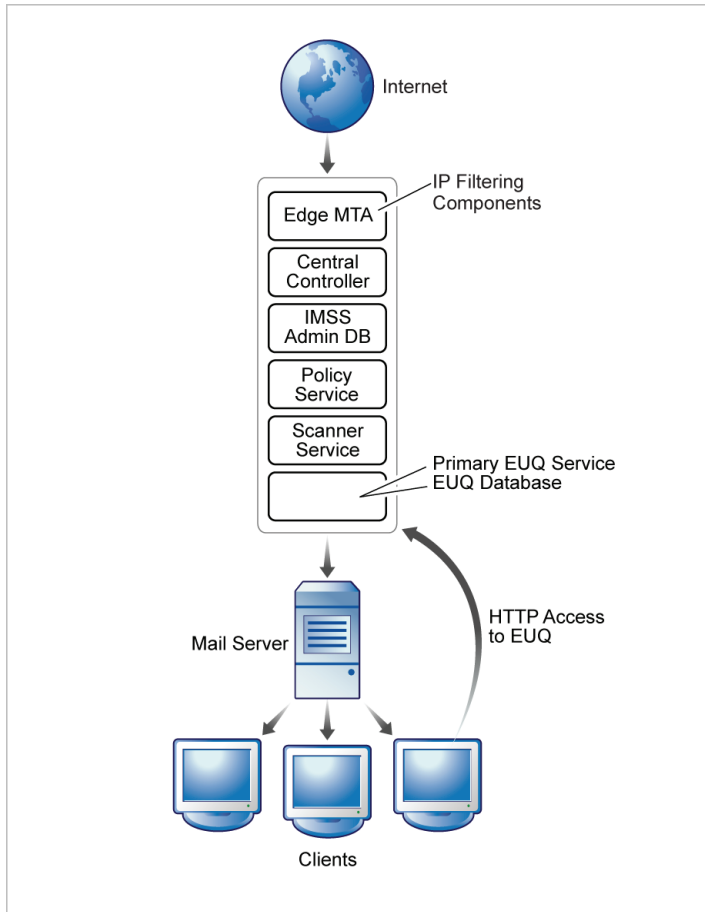 Internet
IP Filtering
Components
Edge MTA
Central
Controller
IMSS
Admin DB
Policy
Service
Scanner
Service
Primary EUQ Service
EUQ Database
HTTP Access
to EUQ
Mail Server
Clients